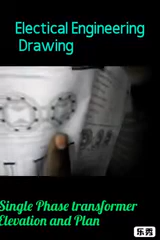 Electical Engineering
Drawing
Single Phase transformer
Elevation and Plan
乐秀